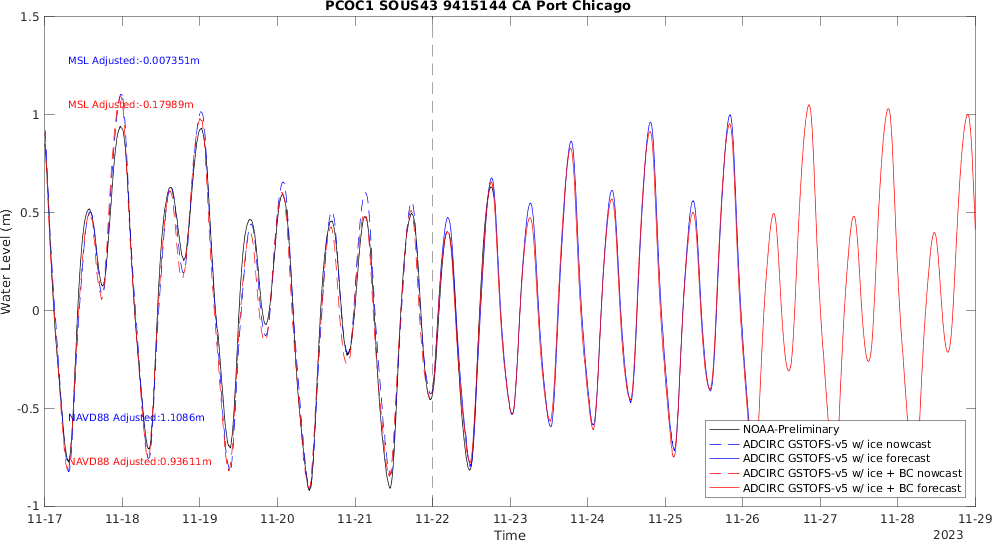 PCOC1 SOUS43 9415144 CA Port Chicago
1.5
MSL Adjusted:-0.007351m
MSL Adjusted:-0.17989m
1
0.5
Water Level (m)
0
-0.5
NAVD88 Adjusted:1.1086m
NAVD88 Adjusted:0.93611m
-1
NOAA-Preliminary
ADCIRC GSTOFS-v5 w/ ice nowcast
ADCIRC GSTOFS-v5 w/ ice forecast
ADCIRC GSTOFS-v5 w/ ice + BC nowcast
ADCIRC GSTOFS-v5 w/ ice + BC forecast
11-17 11-18 11-19 11-20 11-21 11-22 11-23 11-24 11-25 11-26 11-27 11-28 11-29
Time
2023